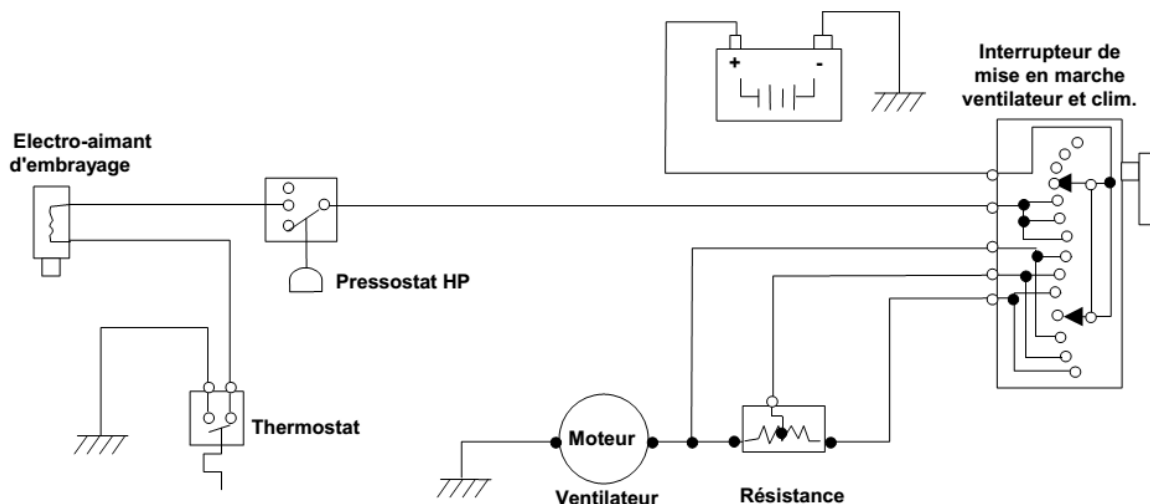 Interrupteur de
mise en marche
ventilateur et clim.
+ -
Electro-aimant
d'embrayage
Pressostat HP
Thermostat
Moteur
Ventilateur
Résistance